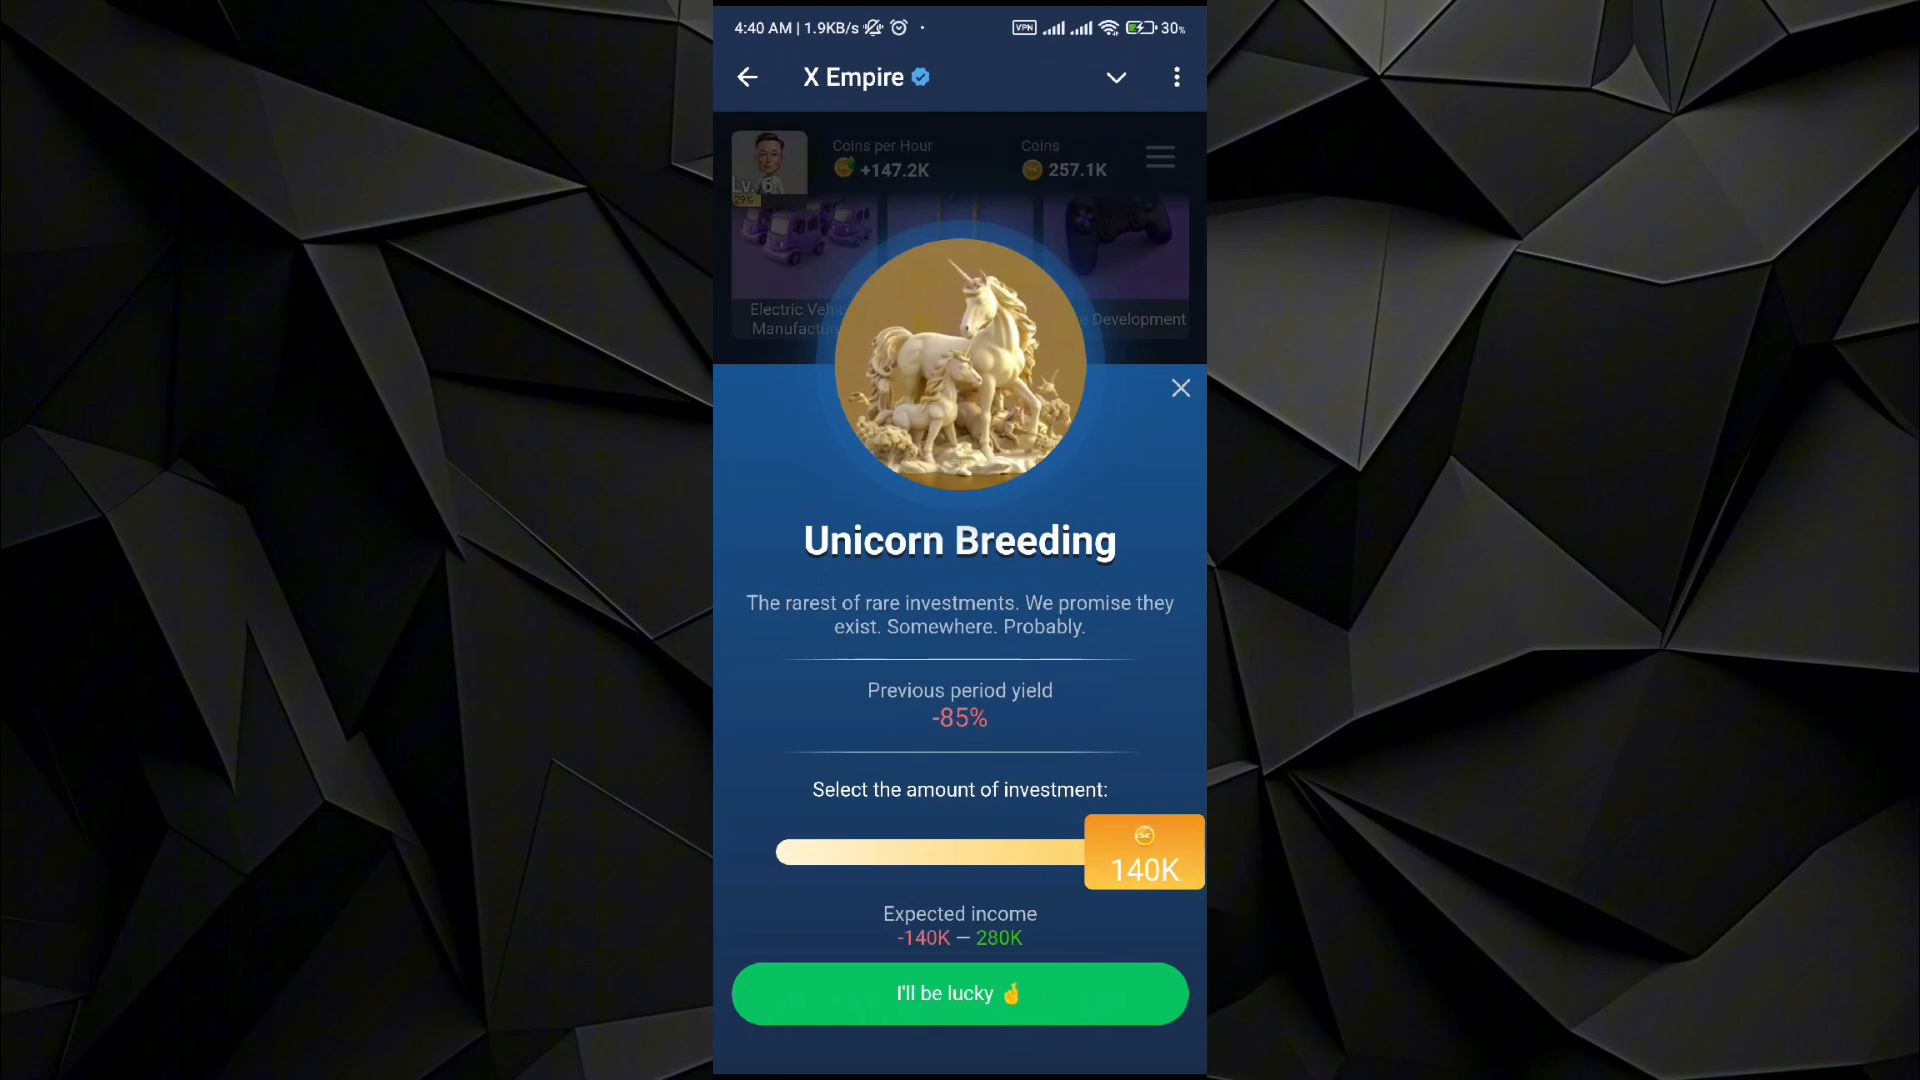 4:40 AM | 1.9KB/s
VPN
30%
X Empire
Coins per Hour
Coins
+147.2K
257.1K
Lv. 6
29%
Electric Vehic
Manufactur
e Development
Unicorn Breeding
The rarest of rare investments. We promise they
exist. Somewhere. Probably.
Previous period yield
-85%
Select the amount of investment:
140K
Expected income
-140K — 280K
I'll be lucky 🤞